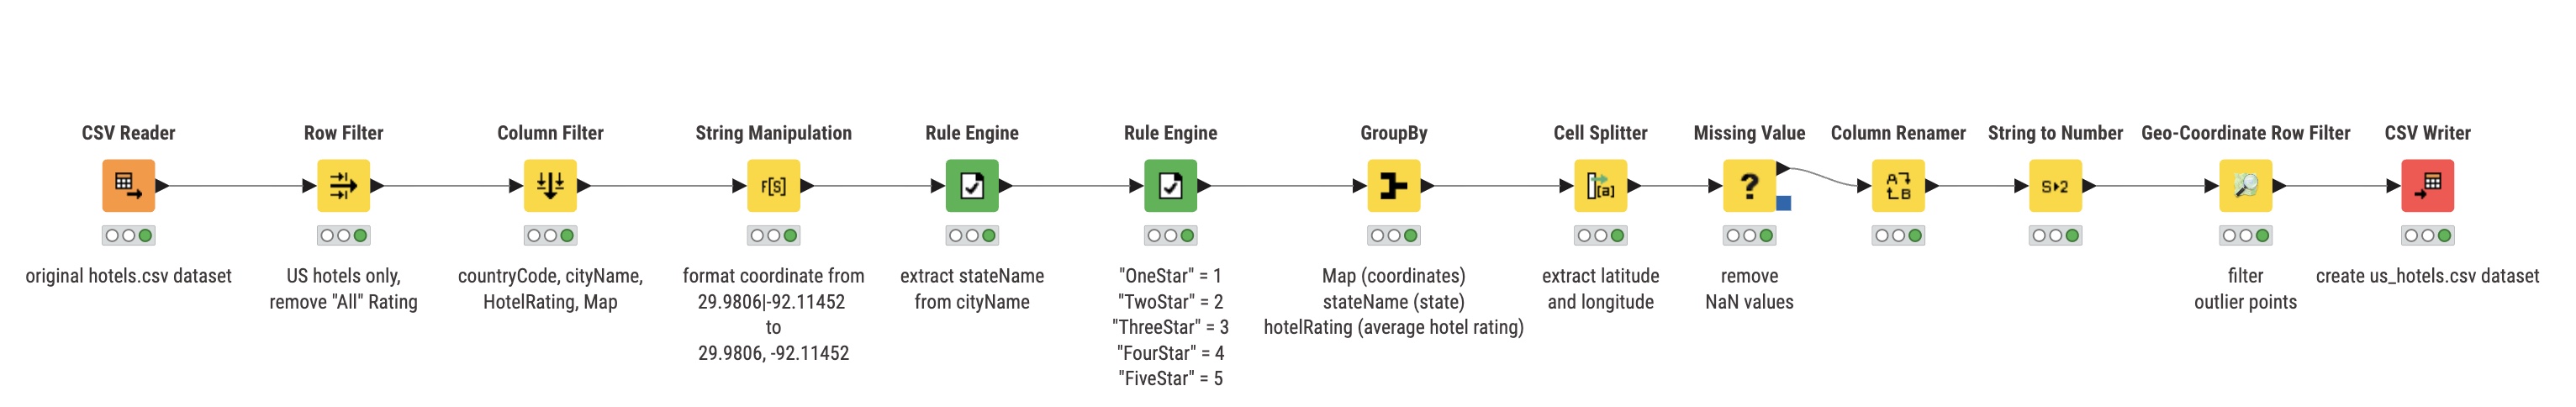 CSV Reader
original hotels.csv dataset
Row Filter
US hotels only,
remove "All" Rating
Column Filter
countryCode, cityName,
HotelRating, Map
String Manipulation
F[S]
format coordinate from
29.9806|-92.11452
to
29.9806, -92.11452
Rule Engine
extract stateName
from cityName
Rule Engine
"OneStar" = 1
"TwoStar" = 2
"ThreeStar" = 3
"FourStar" = 4
"FiveStar" = 5
GroupBy
Map (coordinates)
stateName (state)
hotelRating (average hotel rating)
Cell Splitter
[a]
extract latitude
and longitude
Missing Value
?
remove
NaN values
Column Renamer
A
B
String to Number
S▸2
Geo-Coordinate Row Filter
filter
outlier points
CSV Writer
create us_hotels.csv dataset